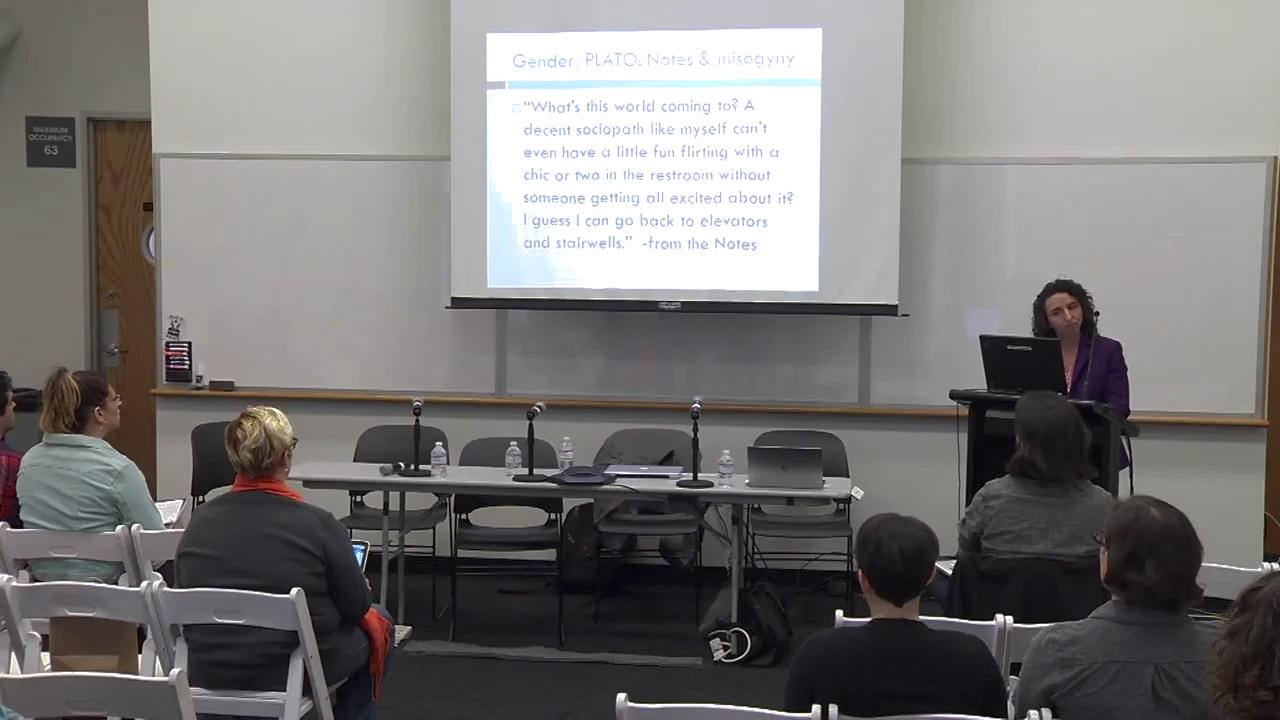 Gender/PLATO: Notes & misogyny
"What's this world coming to? A
decent sociopath like myself can't
even have a little fun flirting with a
chic or two in the restroom without
someone getting all excited about it?
I guess I can go back to elevators
and stairwells." -from the Notes
MAXIMUM
OCCUPANCY
63